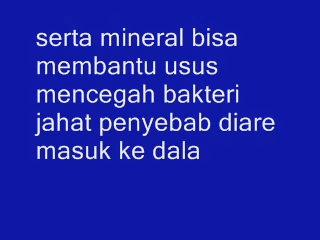 serta mineral bisa
membantu usus
mencegah bakteri
jahat penyebab diare
masuk ke dala